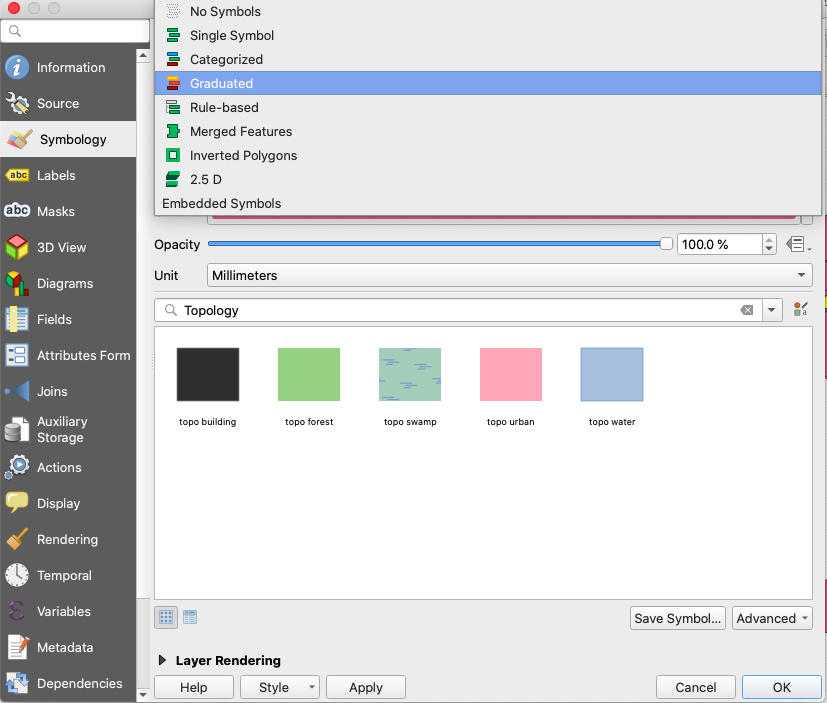 No Symbols
Single Symbol
Categorized
Graduated
Rule-based
Merged Features
Inverted Polygons
2.5 D
Embedded Symbols
Information
Source
Symbology
abc Labels
abc Masks
3D View
Diagrams
Fields
Attributes Form
Joins
Auxiliary
Storage
Actions
Display
Rendering
Temporal
Variables
Metadata
Dependencies
Opacity 100.0 %
Unit Millimeters
Topology
topo building topo forest topo swamp topo urban topo water
Save Symbol... Advanced
Layer Rendering
Help Style Apply Cancel OK